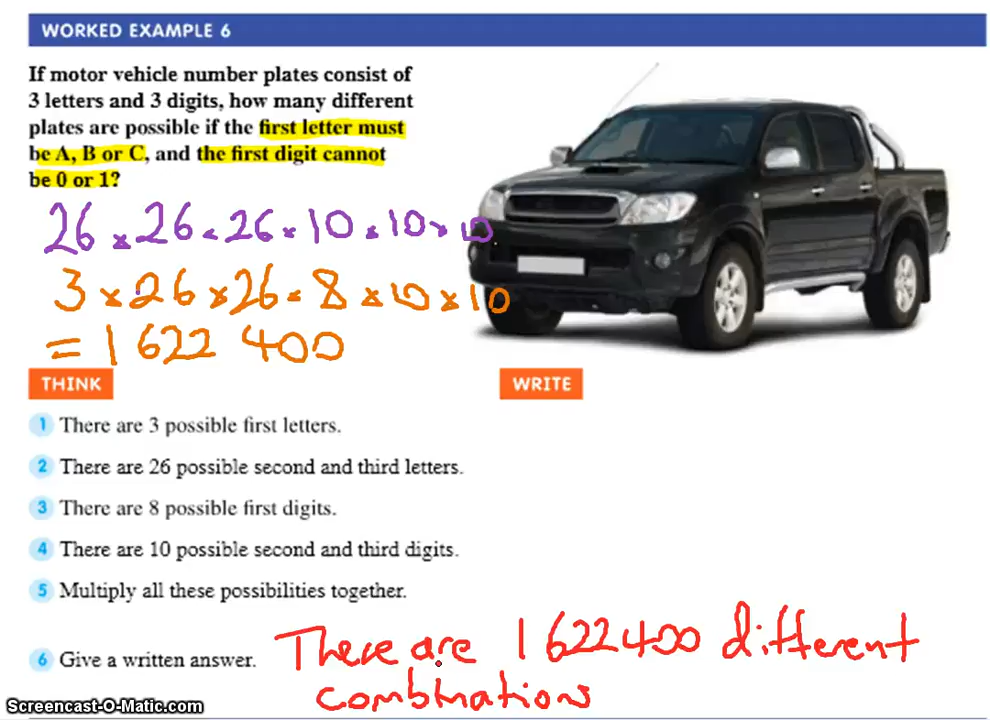 WORKED EXAMPLE 6
If motor vehicle number plates consist of
3 letters and 3 digits, how many different
plates are possible if the first letter must
be A, B or C, and the first digit cannot
be 0 or 1?
26 × 26 × 26 × 10 × 10 × 10
3 × 26 × 26 × 8 × 10 × 10
= 1 622 400
THINK
WRITE
1 There are 3 possible first letters.
2 There are 26 possible second and third letters.
3 There are 8 possible first digits.
4 There are 10 possible second and third digits.
5 Multiply all these possibilities together.
6 Give a written answer.
There are 1 622 400 different
combinations
Screencast-O-Matic.com